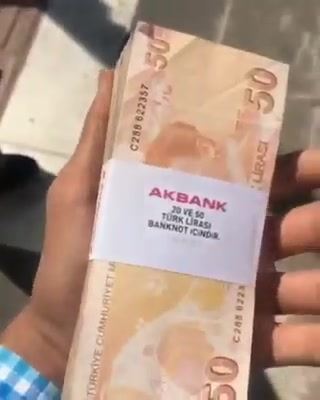 50
50
C288 622357
LİRASI
AKBANK
20 VE 50
TÜRK LİRASI
BANKNOT İÇİNDİR.
TÜRKİYE CUMHURİYET M
C288 6223
50